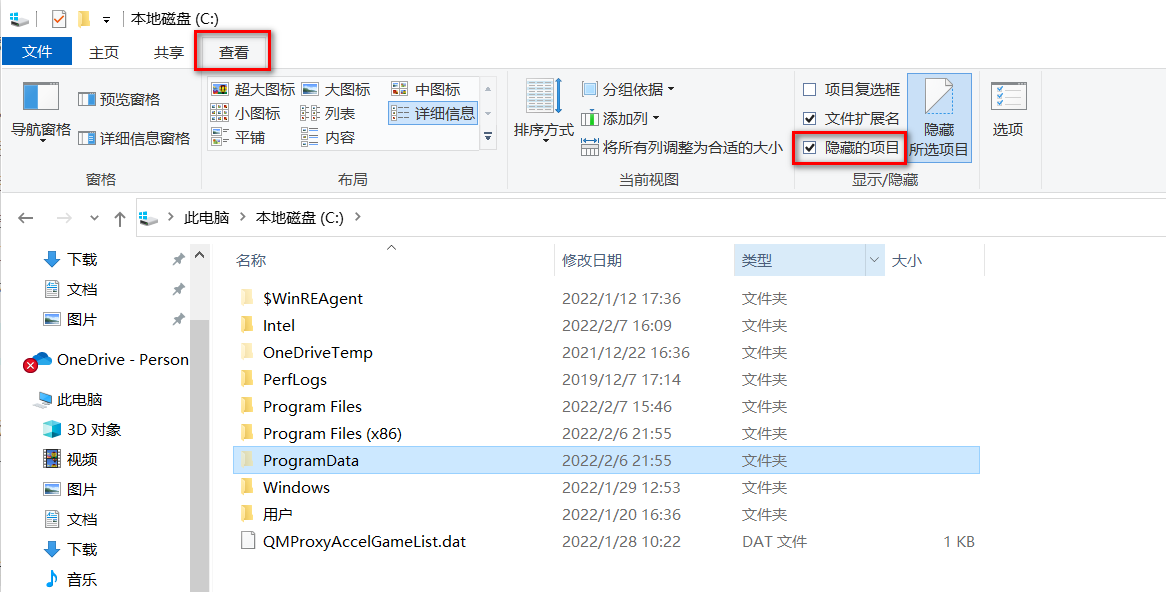 本地磁盘 (C:)
文件 主页 共享 查看
导航窗格 预览窗格 详细信息窗格
窗格
超大图标 大图标 中图标
小图标 列表 详细信息
平铺 内容
布局
排序方式 分组依据
添加列
将所有列调整为合适的大小
当前视图
项目复选框
文件扩展名
隐藏的项目
隐藏
所选项目
显示/隐藏
选项
此电脑 本地磁盘 (C:)
下载
文档
图片
OneDrive - Person
此电脑
3D 对象
视频
图片
文档
下载
音乐
名称 修改日期 类型 大小
$WinREAgent 2022/1/12 17:36 文件夹
Intel 2022/2/7 16:09 文件夹
OneDriveTemp 2021/12/22 16:36 文件夹
PerfLogs 2019/12/7 17:14 文件夹
Program Files 2022/2/7 15:46 文件夹
Program Files (x86) 2022/2/6 21:55 文件夹
ProgramData 2022/2/6 21:55 文件夹
Windows 2022/1/29 12:53 文件夹
用户 2022/1/20 16:36 文件夹
QMProxyAccelGameList.dat 2022/1/28 10:22 DAT 文件 1 KB